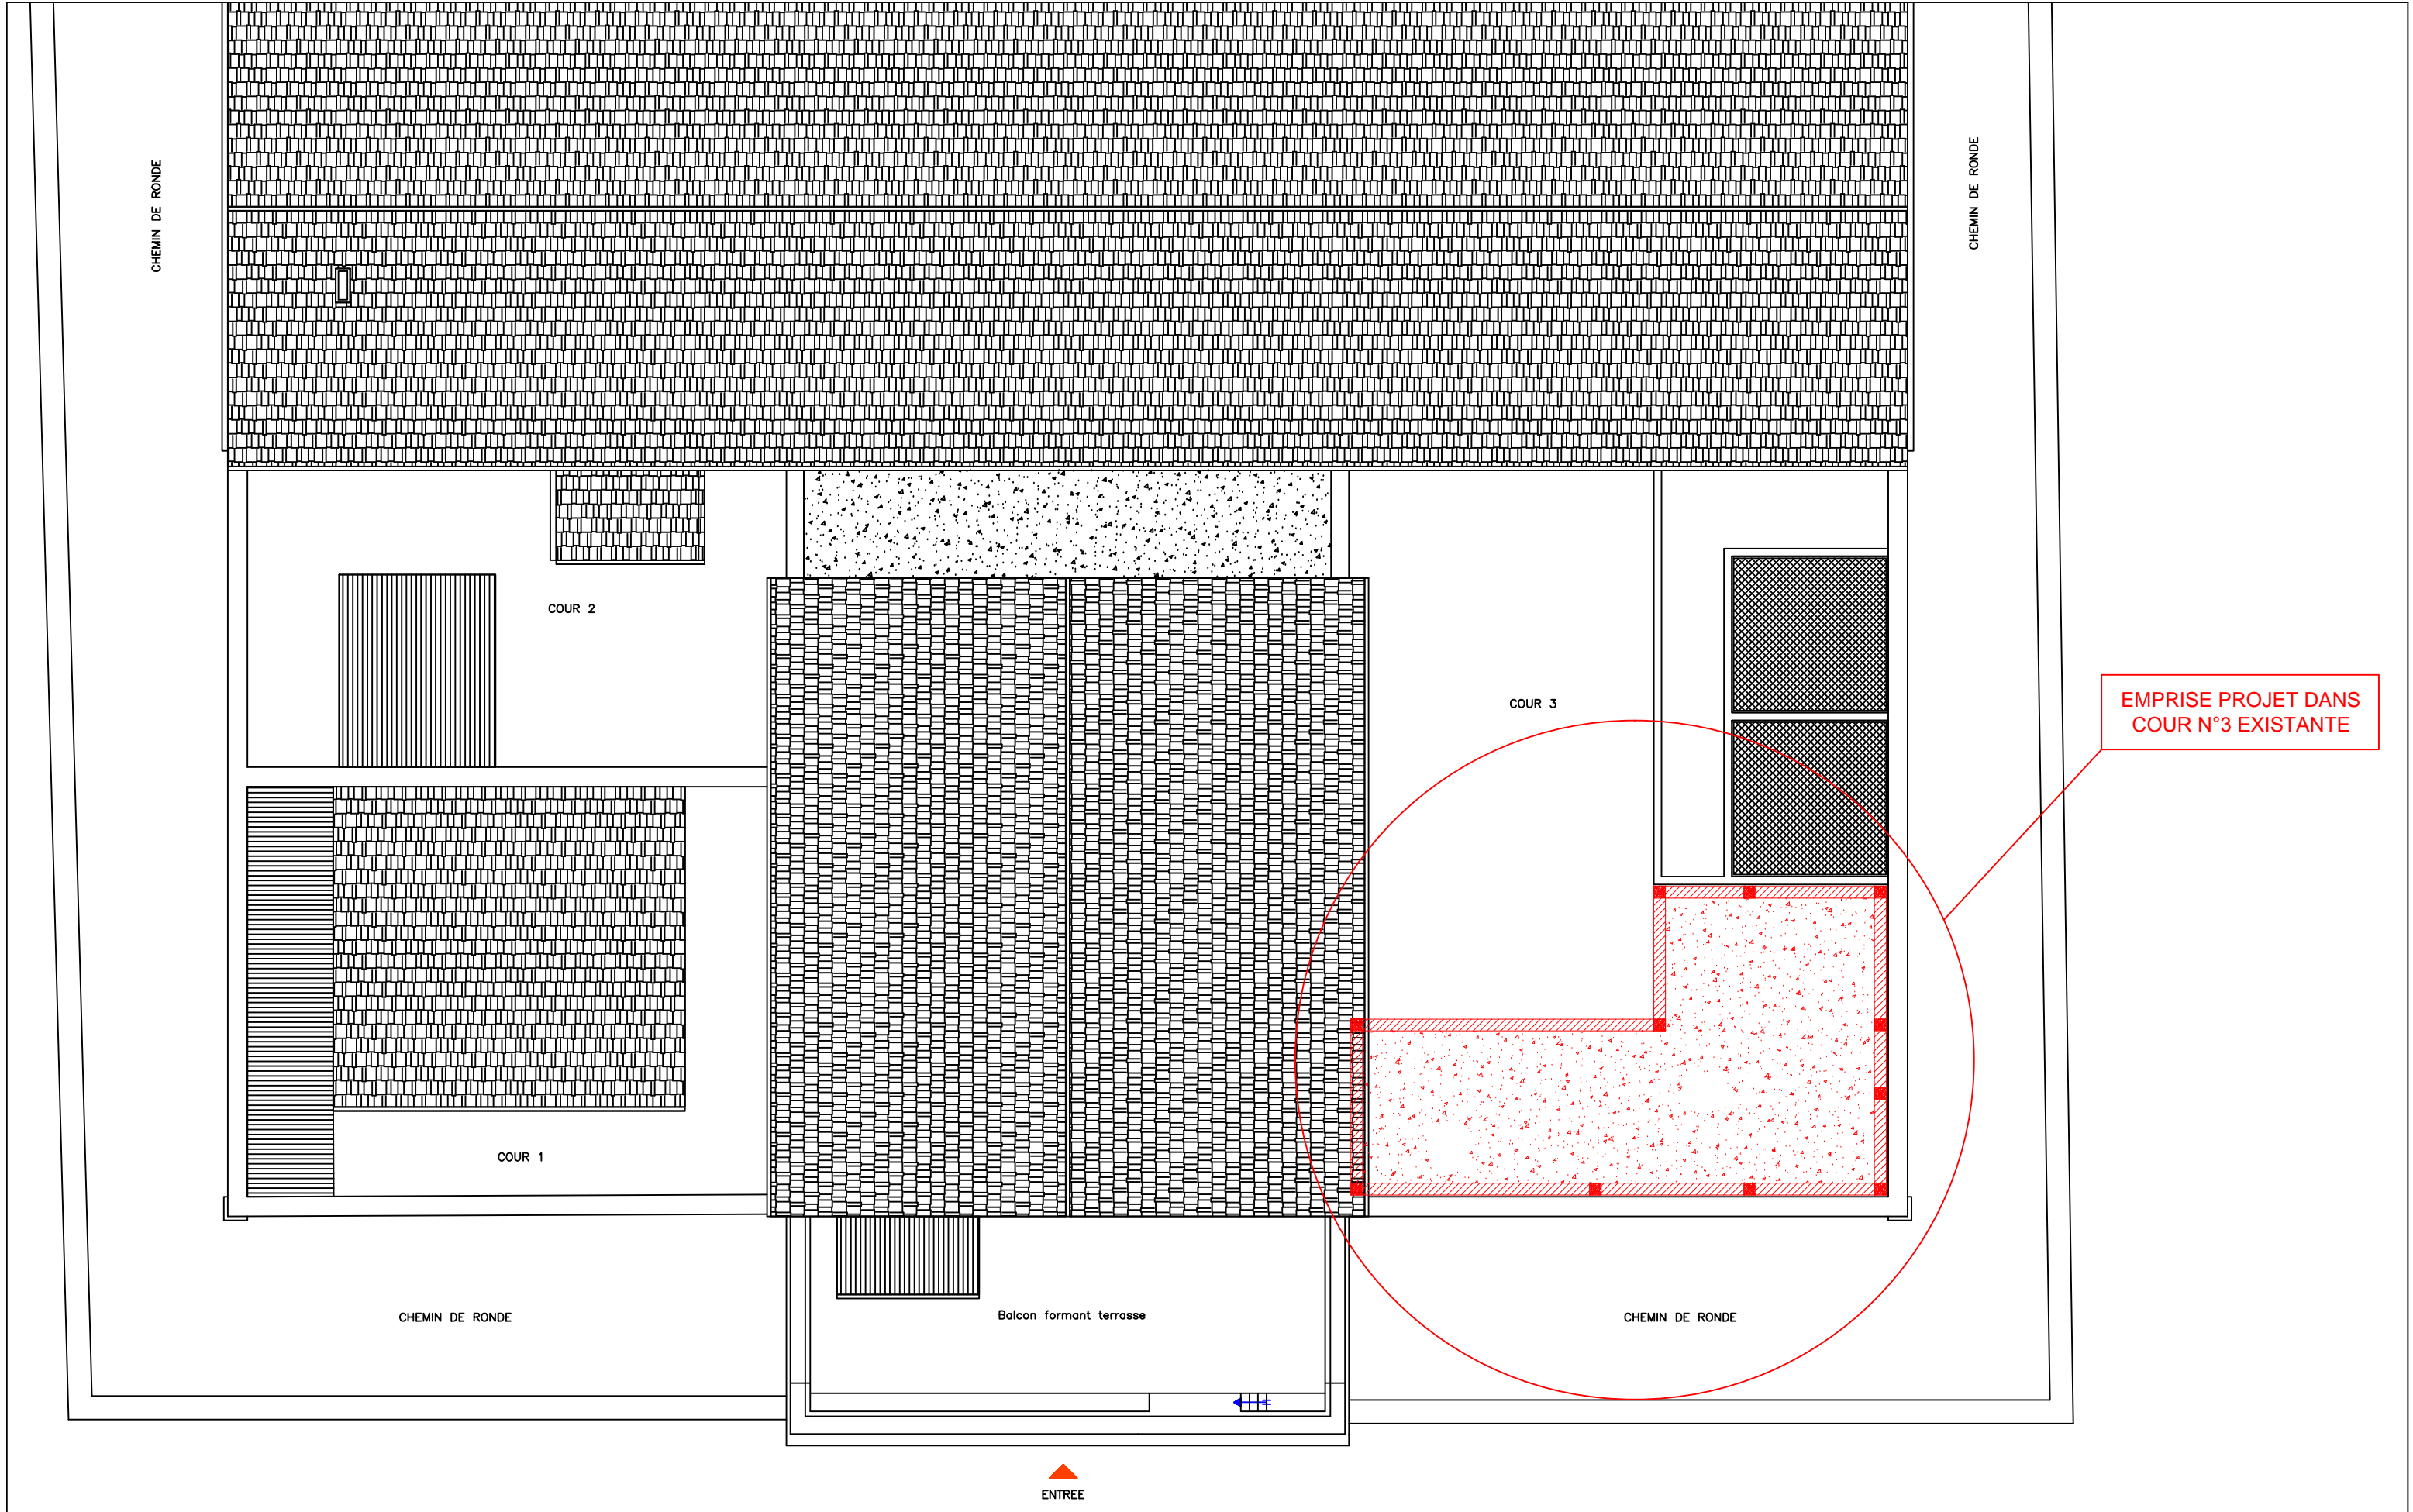 CHEMIN DE RONDE
CHEMIN DE RONDE
COUR 2
COUR 3
EMPRISE PROJET DANS
COUR N°3 EXISTANTE
COUR 1
CHEMIN DE RONDE
Balcon formant terrasse
CHEMIN DE RONDE
ENTREE